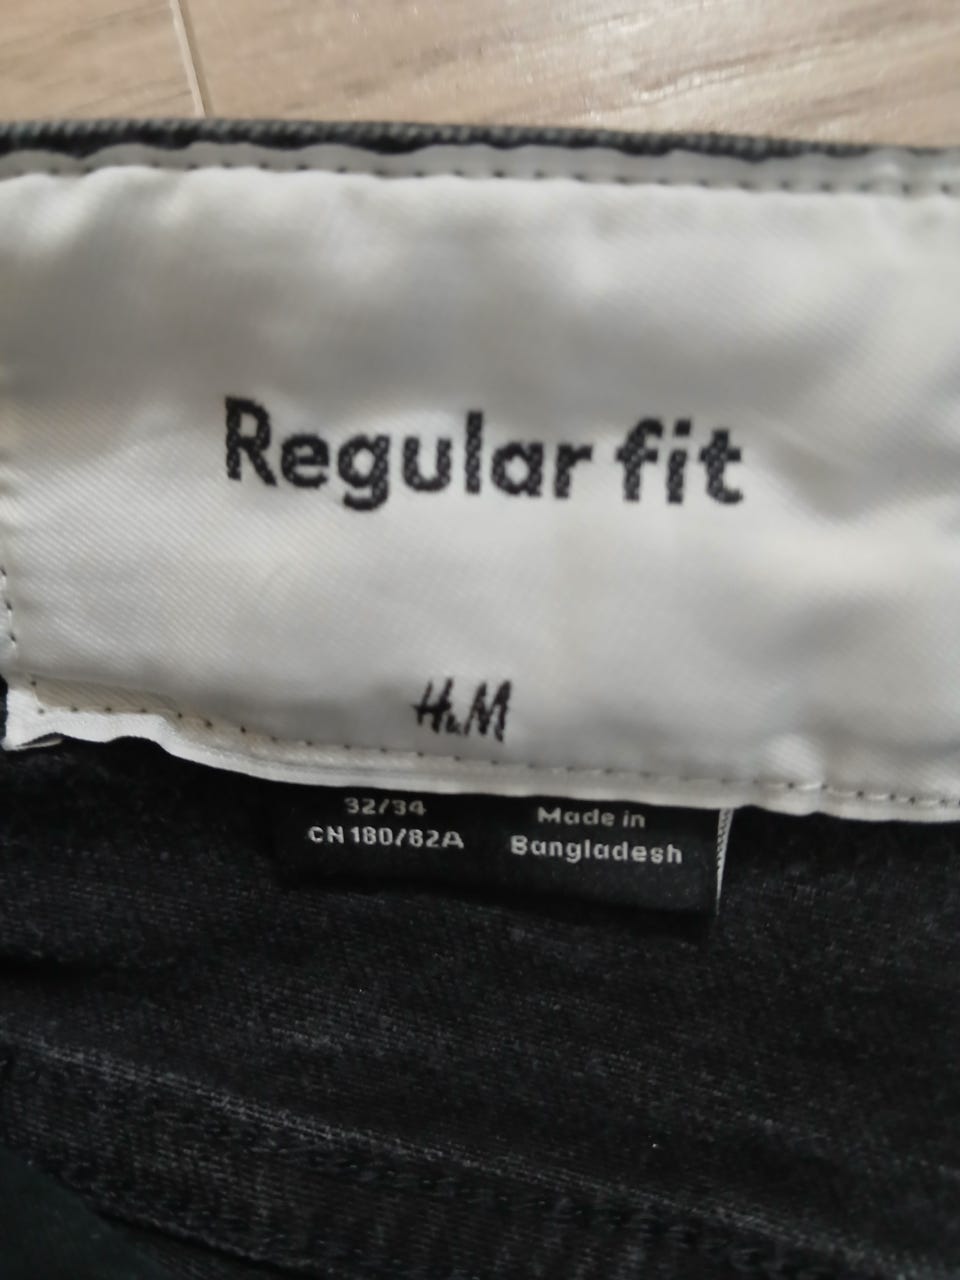 Regular fit
H&M
32/34
CN 180/82A
Made in
Bangladesh